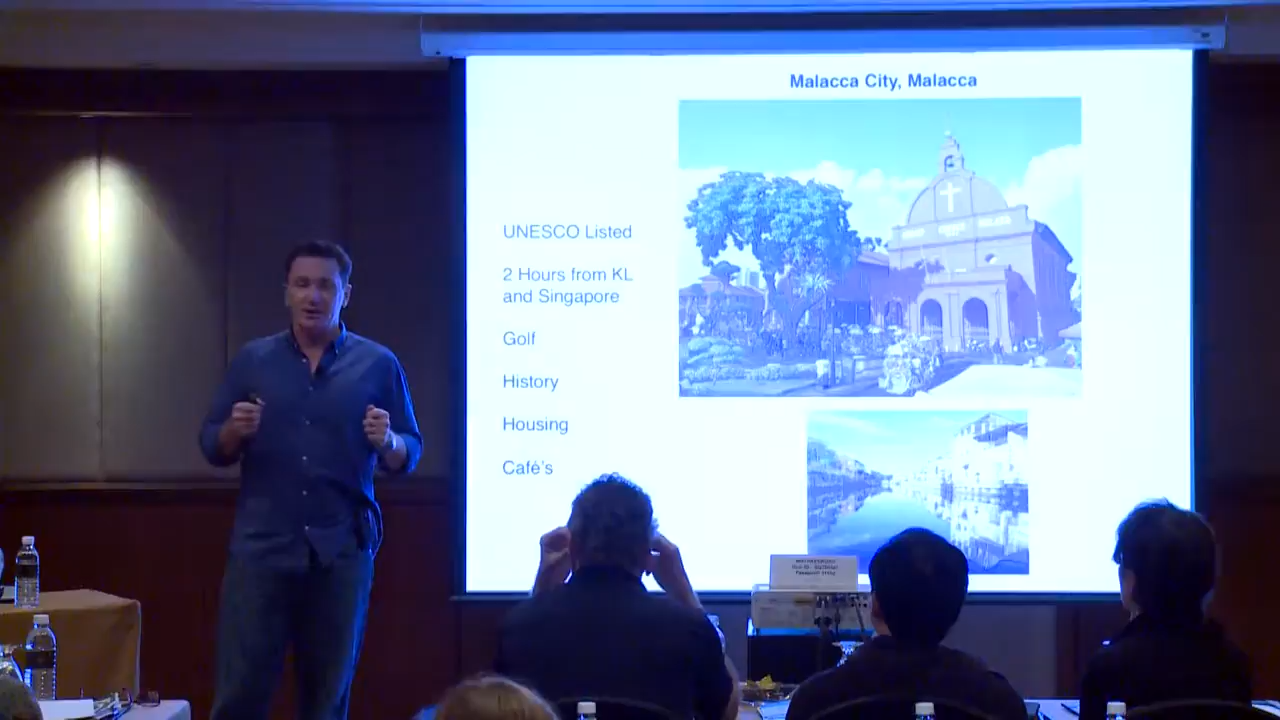 Malacca City, Malacca
UNESCO Listed
2 Hours from KL
and Singapore
Golf
History
Housing
Café's